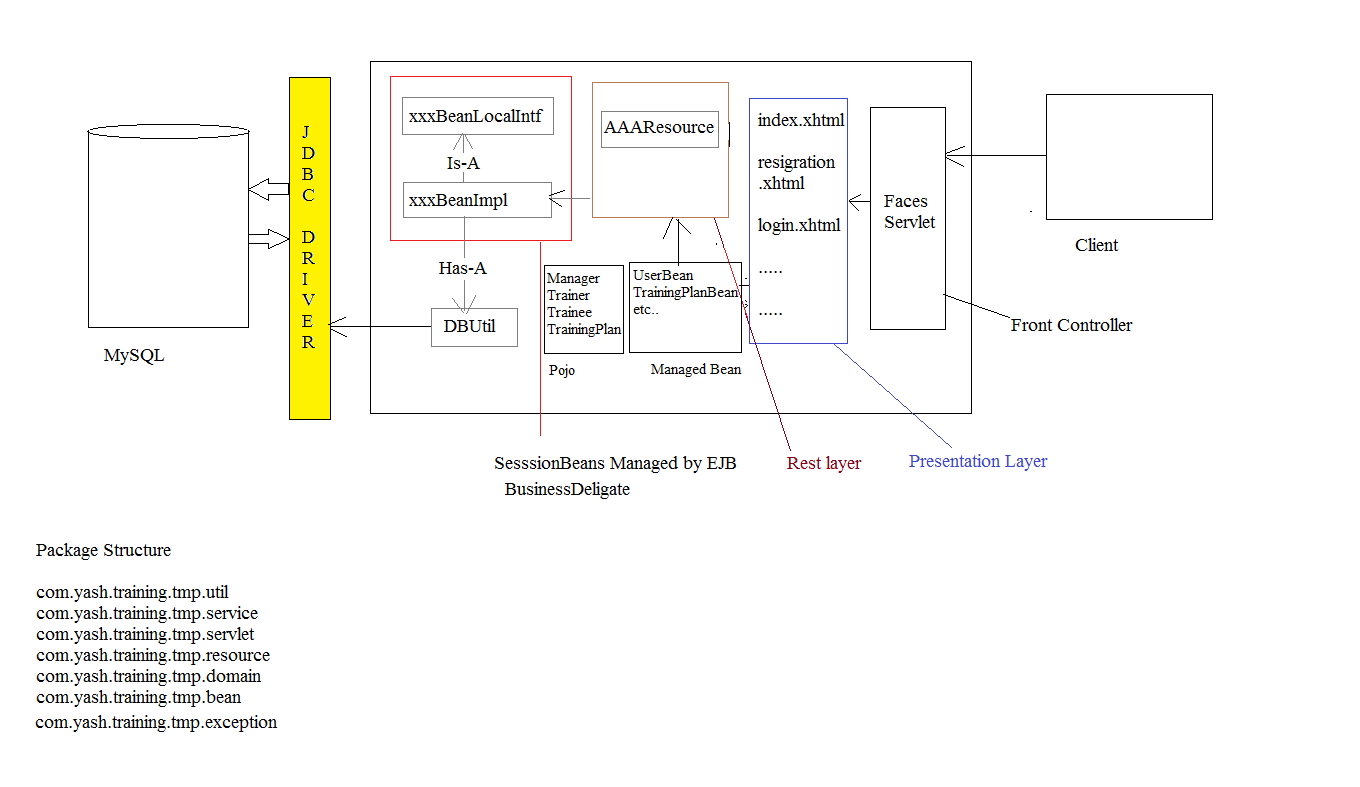 J
D
B
C
D
R
I
V
E
R
MySQL
xxxBeanLocalIntf
Is-A
xxxBeanImpl
Has-A
DBUtil
AAAResource
Manager
Trainer
Trainee
TrainingPlan
Pojo
UserBean
TrainingPlanBean
etc..
Managed Bean
index.xhtml
resigration
.xhtml
login.xhtml
.....
.....
Faces
Servlet
Client
Front Controller
SesssionBeans Managed by EJB
BusinessDeligate
Rest layer
Presentation Layer
Package Structure
com.yash.training.tmp.util
com.yash.training.tmp.service
com.yash.training.tmp.servlet
com.yash.training.tmp.resource
com.yash.training.tmp.domain
com.yash.training.tmp.bean
com.yash.training.tmp.exception